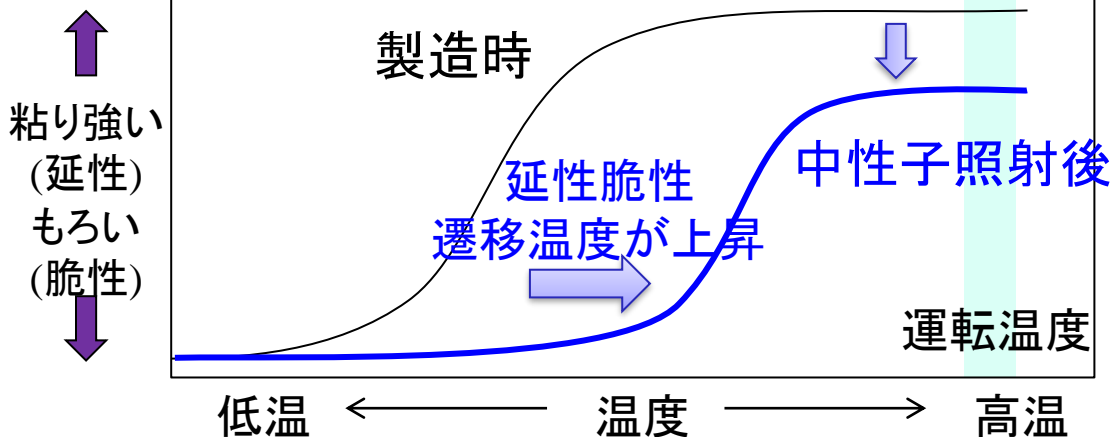 製造時
粘り強い
(延性)
もろい
(脆性)
延性脆性
遷移温度が上昇
中性子照射後
運転温度
低温
温度
高温